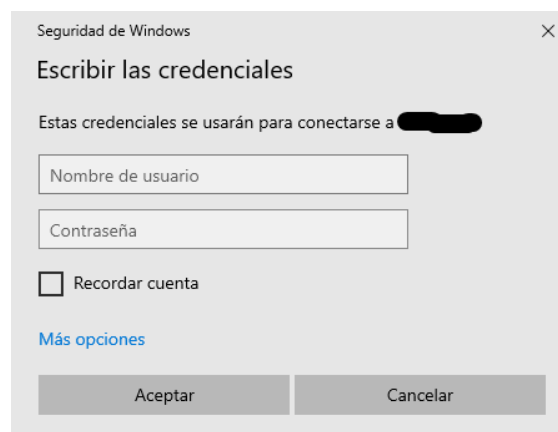 Seguridad de Windows
Escribir las credenciales
Estas credenciales se usarán para conectarse a
Nombre de usuario
Contraseña
Recordar cuenta
Más opciones
Aceptar
Cancelar